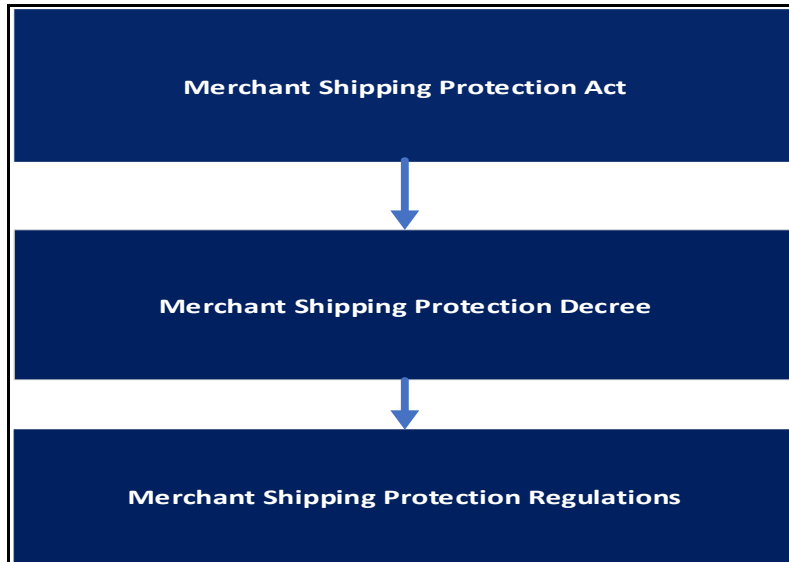 Merchant Shipping Protection Act
Merchant Shipping Protection Decree
Merchant Shipping Protection Regulations